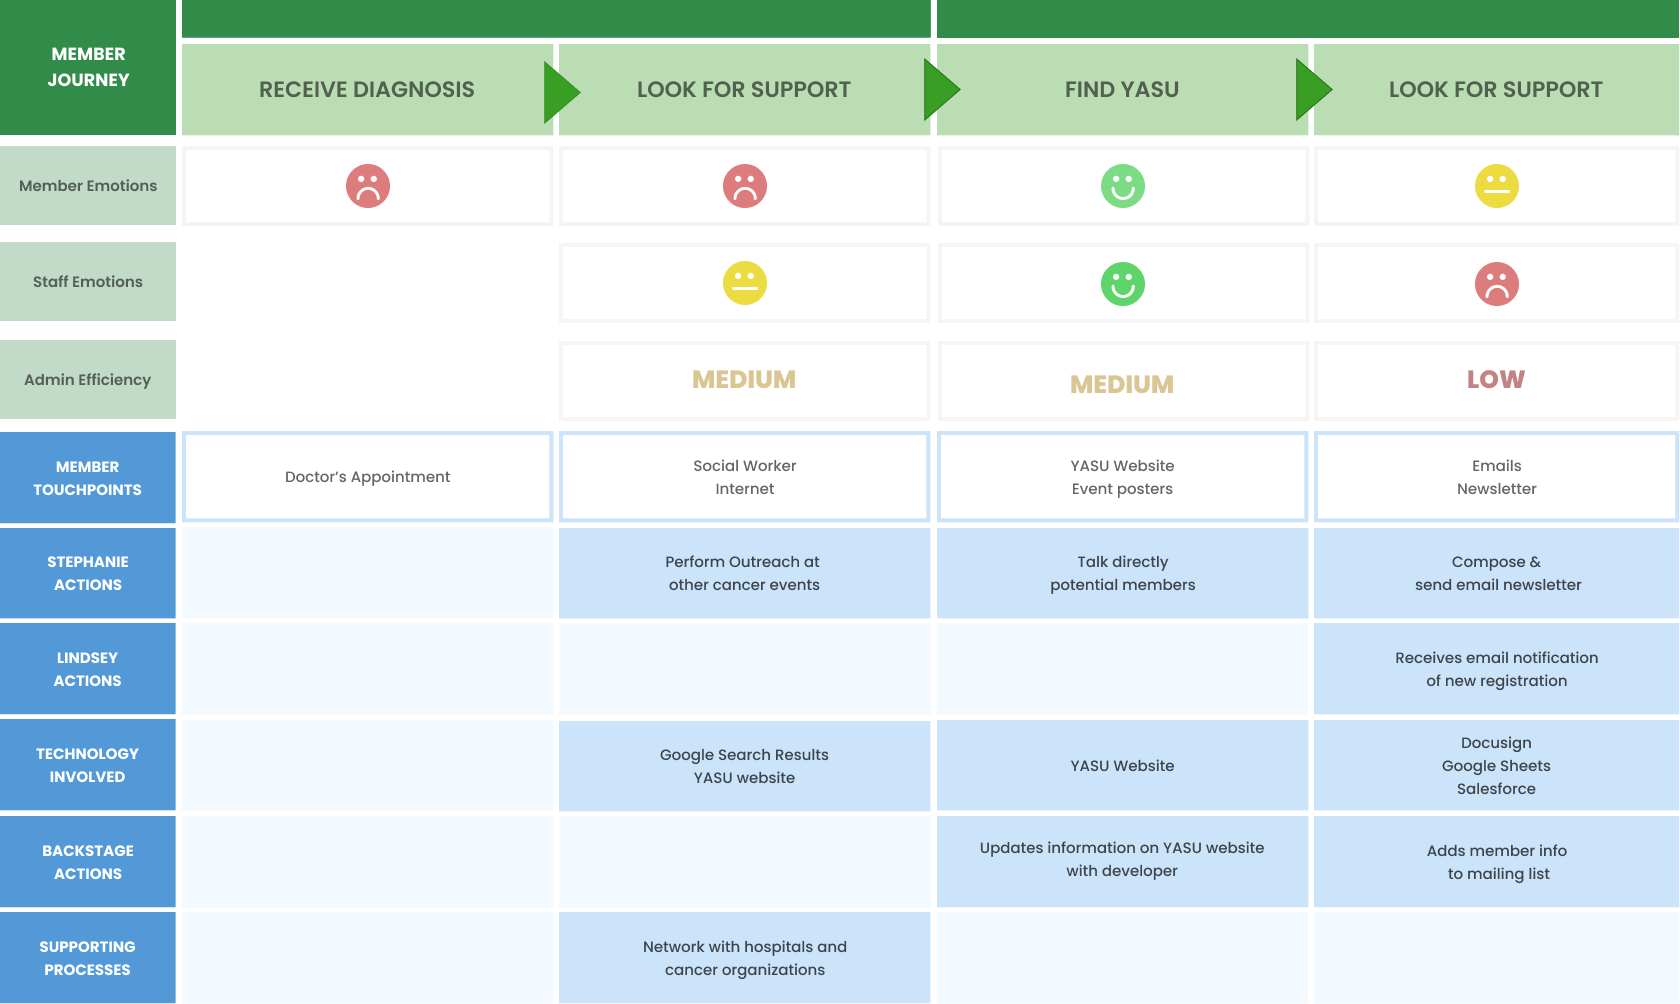 MEMBER
JOURNEY
RECEIVE DIAGNOSIS
LOOK FOR SUPPORT
FIND YASU
LOOK FOR SUPPORT
Member Emotions
Staff Emotions
Admin Efficiency
MEDIUM
MEDIUM
LOW
MEMBER
TOUCHPOINTS
Doctor’s Appointment
Social Worker
Internet
YASU Website
Event posters
Emails
Newsletter
STEPHANIE
ACTIONS
Perform Outreach at
other cancer events
Talk directly
potential members
Compose &
send email newsletter
LINDSEY
ACTIONS
Receives email notification
of new registration
TECHNOLOGY
INVOLVED
Google Search Results
YASU website
YASU Website
Docusign
Google Sheets
Salesforce
BACKSTAGE
ACTIONS
Updates information on YASU website
with developer
Adds member info
to mailing list
SUPPORTING
PROCESSES
Network with hospitals and
cancer organizations